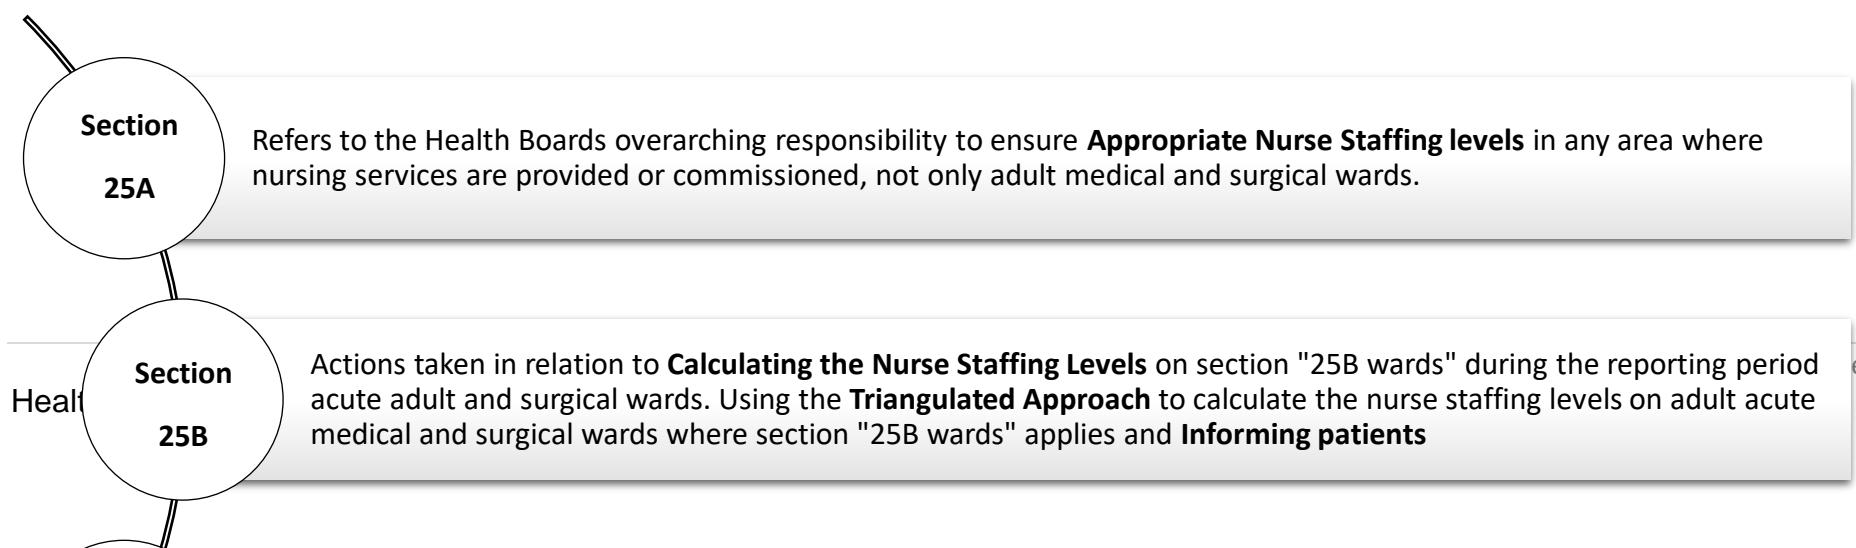 Section
25A
Refers to the Health Boards overarching responsibility to ensure Appropriate Nurse Staffing levels in any area where
nursing services are provided or commissioned, not only adult medical and surgical wards.
Section
25B
Actions taken in relation to Calculating the Nurse Staffing Levels on section "25B wards" during the reporting period
acute adult and surgical wards. Using the Triangulated Approach to calculate the nurse staffing levels on adult acute
medical and surgical wards where section "25B wards" applies and Informing patients
Healt